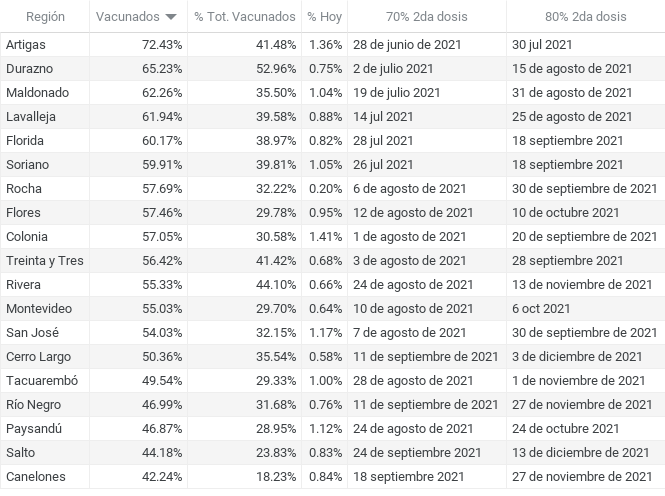 Región Vacunados % Tot. Vacunados % Hoy 70% 2da dosis 80% 2da dosis
Artigas 72.43% 41.48% 1.36% 28 de junio de 2021 30 jul 2021
Durazno 65.23% 52.96% 0.75% 2 de julio 2021 15 de agosto de 2021
Maldonado 62.26% 35.50% 1.04% 19 de julio 2021 31 de agosto de 2021
Lavalleja 61.94% 39.58% 0.88% 14 jul 2021 25 de agosto de 2021
Florida 60.17% 38.97% 0.82% 28 jul 2021 18 septiembre 2021
Soriano 59.91% 39.81% 1.05% 26 jul 2021 18 septiembre 2021
Rocha 57.69% 32.22% 0.20% 6 de agosto de 2021 30 de septiembre de 2021
Flores 57.46% 29.78% 0.95% 12 de agosto de 2021 10 de octubre 2021
Colonia 57.05% 30.58% 1.41% 1 de agosto de 2021 20 de septiembre de 2021
Treinta y Tres 56.42% 41.42% 0.68% 3 de agosto de 2021 28 septiembre 2021
Rivera 55.33% 44.10% 0.66% 24 de agosto de 2021 13 de noviembre de 2021
Montevideo 55.03% 29.70% 0.64% 10 de agosto de 2021 6 oct 2021
San José 54.03% 32.15% 1.17% 7 de agosto de 2021 30 de septiembre de 2021
Cerro Largo 50.36% 35.54% 0.58% 11 de septiembre de 2021 3 de diciembre de 2021
Tacuarembó 49.54% 29.33% 1.00% 28 de agosto de 2021 1 de noviembre de 2021
Río Negro 46.99% 31.68% 0.76% 11 de septiembre de 2021 27 de noviembre de 2021
Paysandú 46.87% 28.95% 1.12% 24 de agosto de 2021 24 de octubre de 2021
Salto 44.18% 23.83% 0.83% 24 de septiembre de 2021 13 de diciembre de 2021
Canelones 42.24% 18.23% 0.84% 18 septiembre 2021 27 de noviembre de 2021